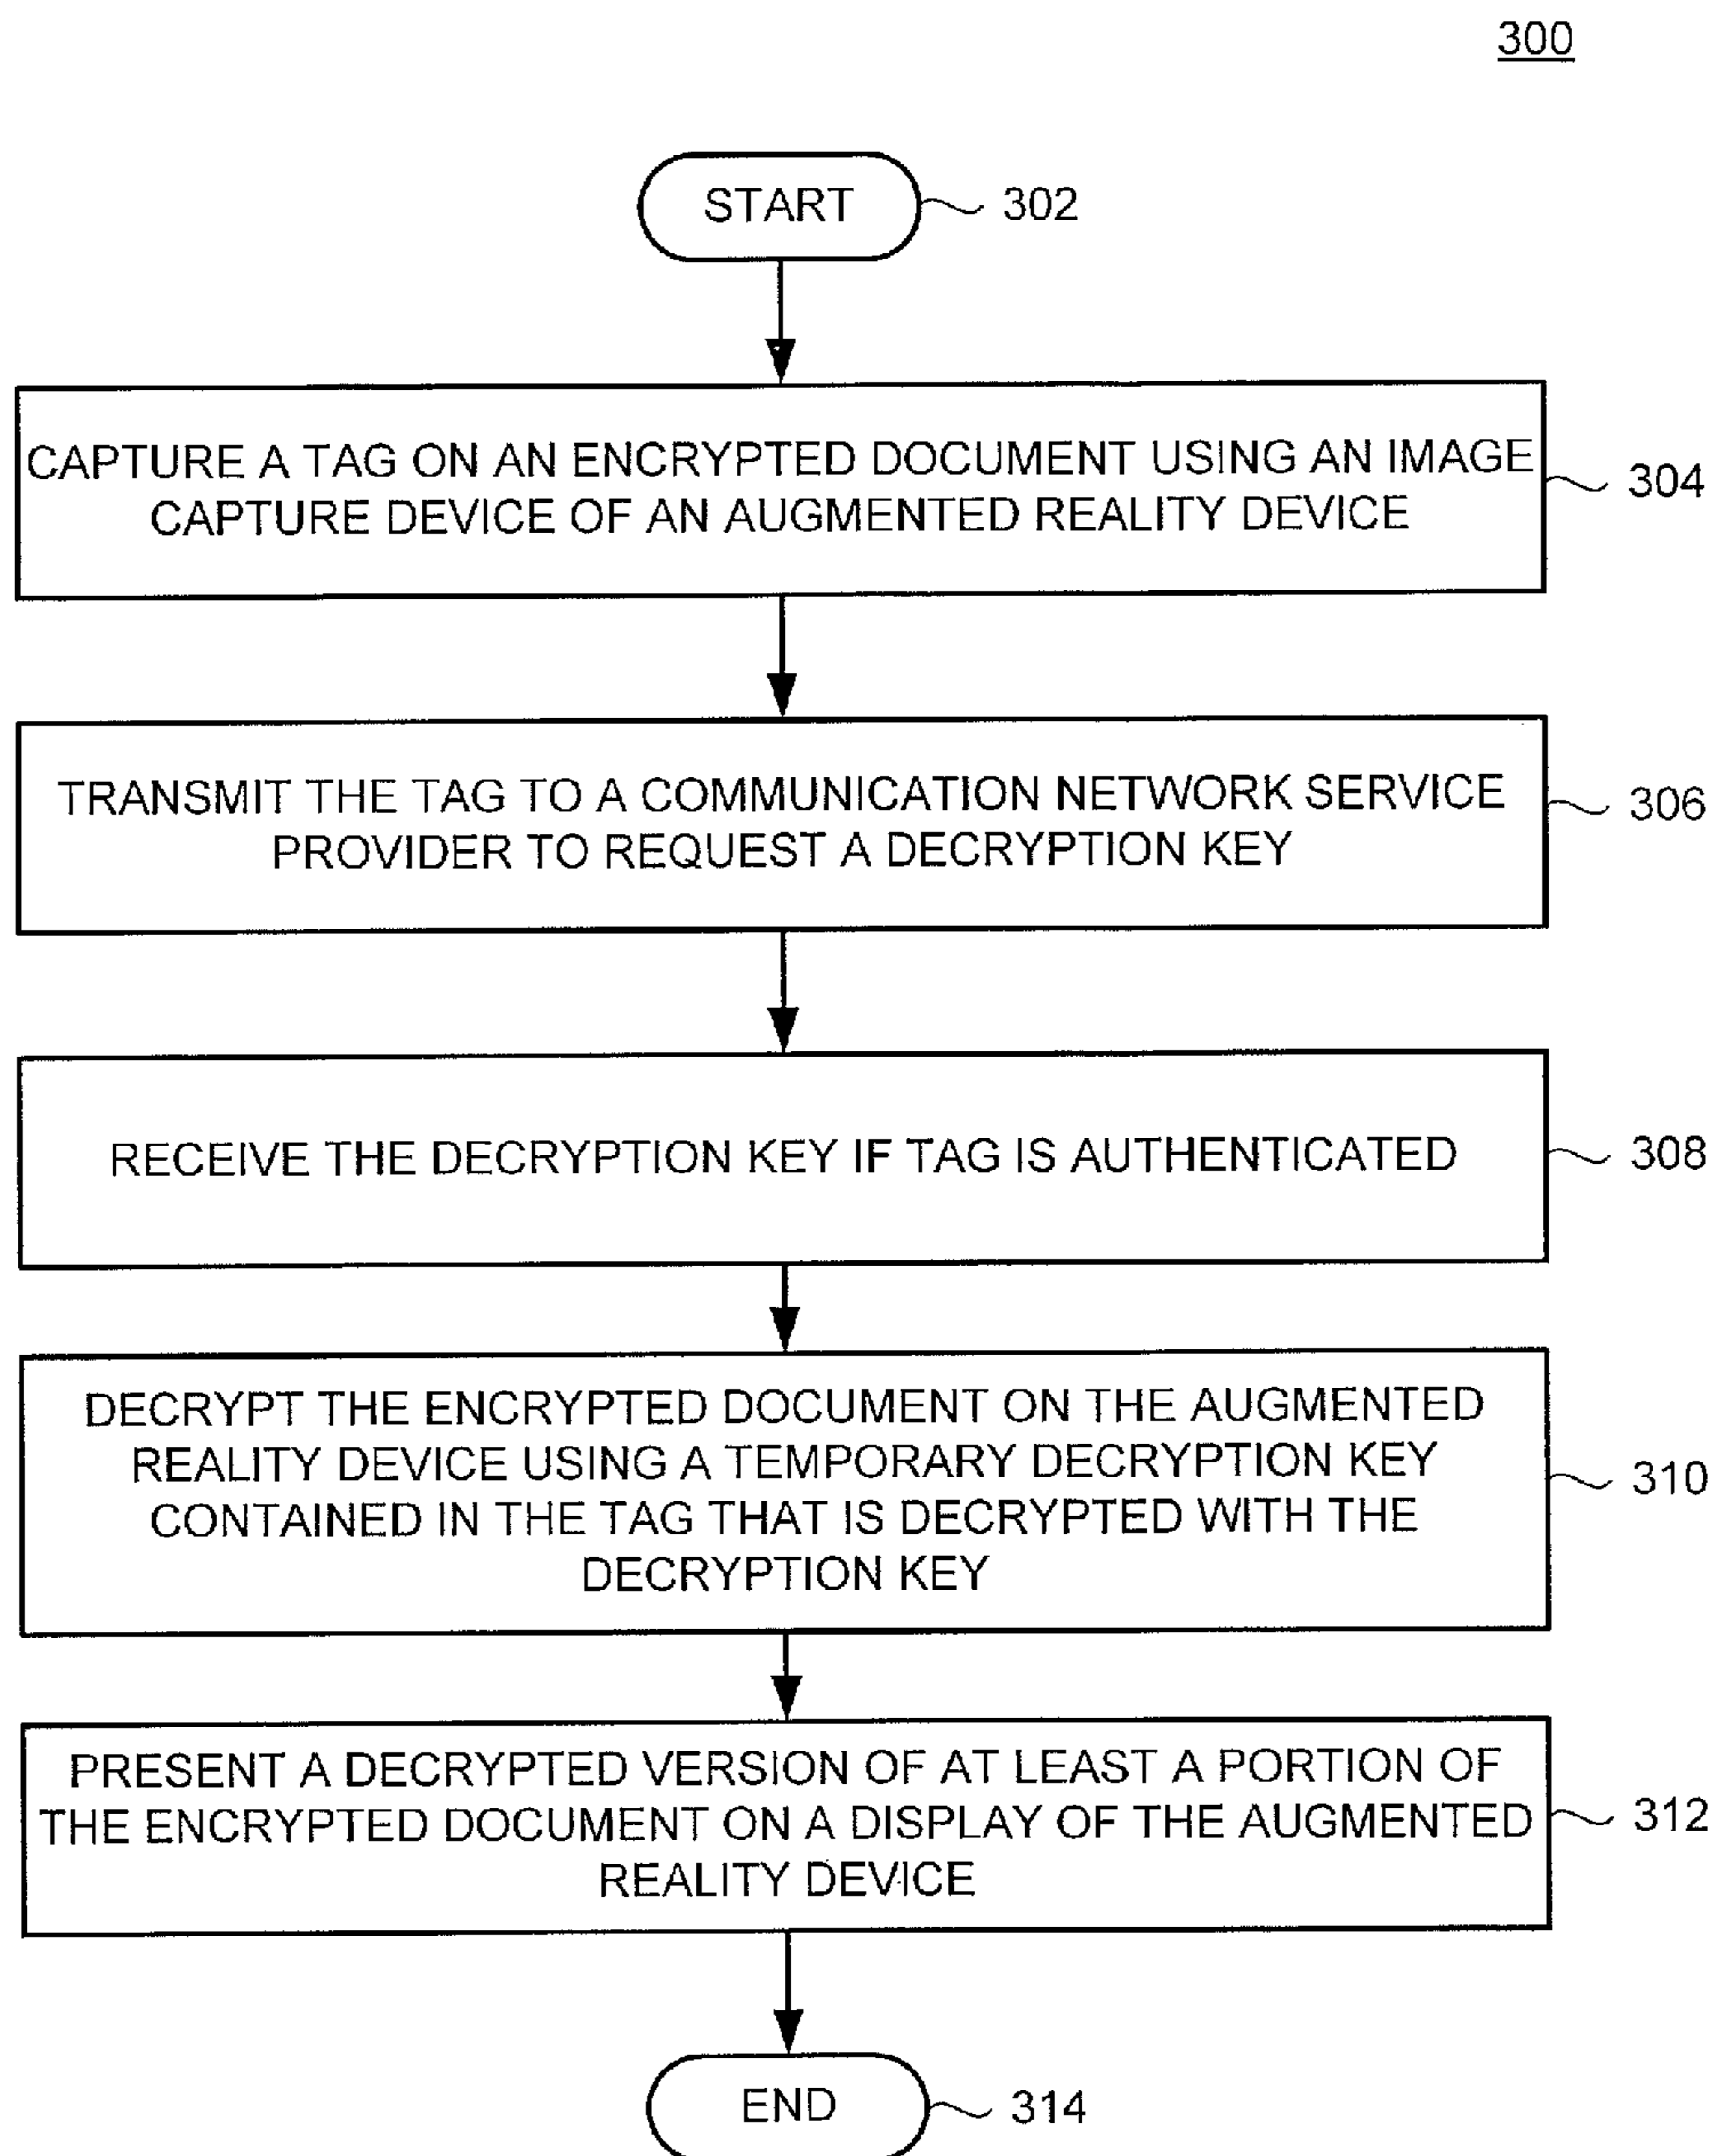 300
START
302
CAPTURE A TAG ON AN ENCRYPTED DOCUMENT USING AN IMAGE
CAPTURE DEVICE OF AN AUGMENTED REALITY DEVICE
304
TRANSMIT THE TAG TO A COMMUNICATION NETWORK SERVICE
PROVIDER TO REQUEST A DECRYPTION KEY
306
RECEIVE THE DECRYPTION KEY IF TAG IS AUTHENTICATED
308
DECRYPT THE ENCRYPTED DOCUMENT ON THE AUGMENTED
REALITY DEVICE USING A TEMPORARY DECRYPTION KEY
CONTAINED IN THE TAG THAT IS DECRYPTED WITH THE
DECRYPTION KEY
310
PRESENT A DECRYPTED VERSION OF AT LEAST A PORTION OF
THE ENCRYPTED DOCUMENT ON A DISPLAY OF THE AUGMENTED
REALITY DEVICE
312
END
314